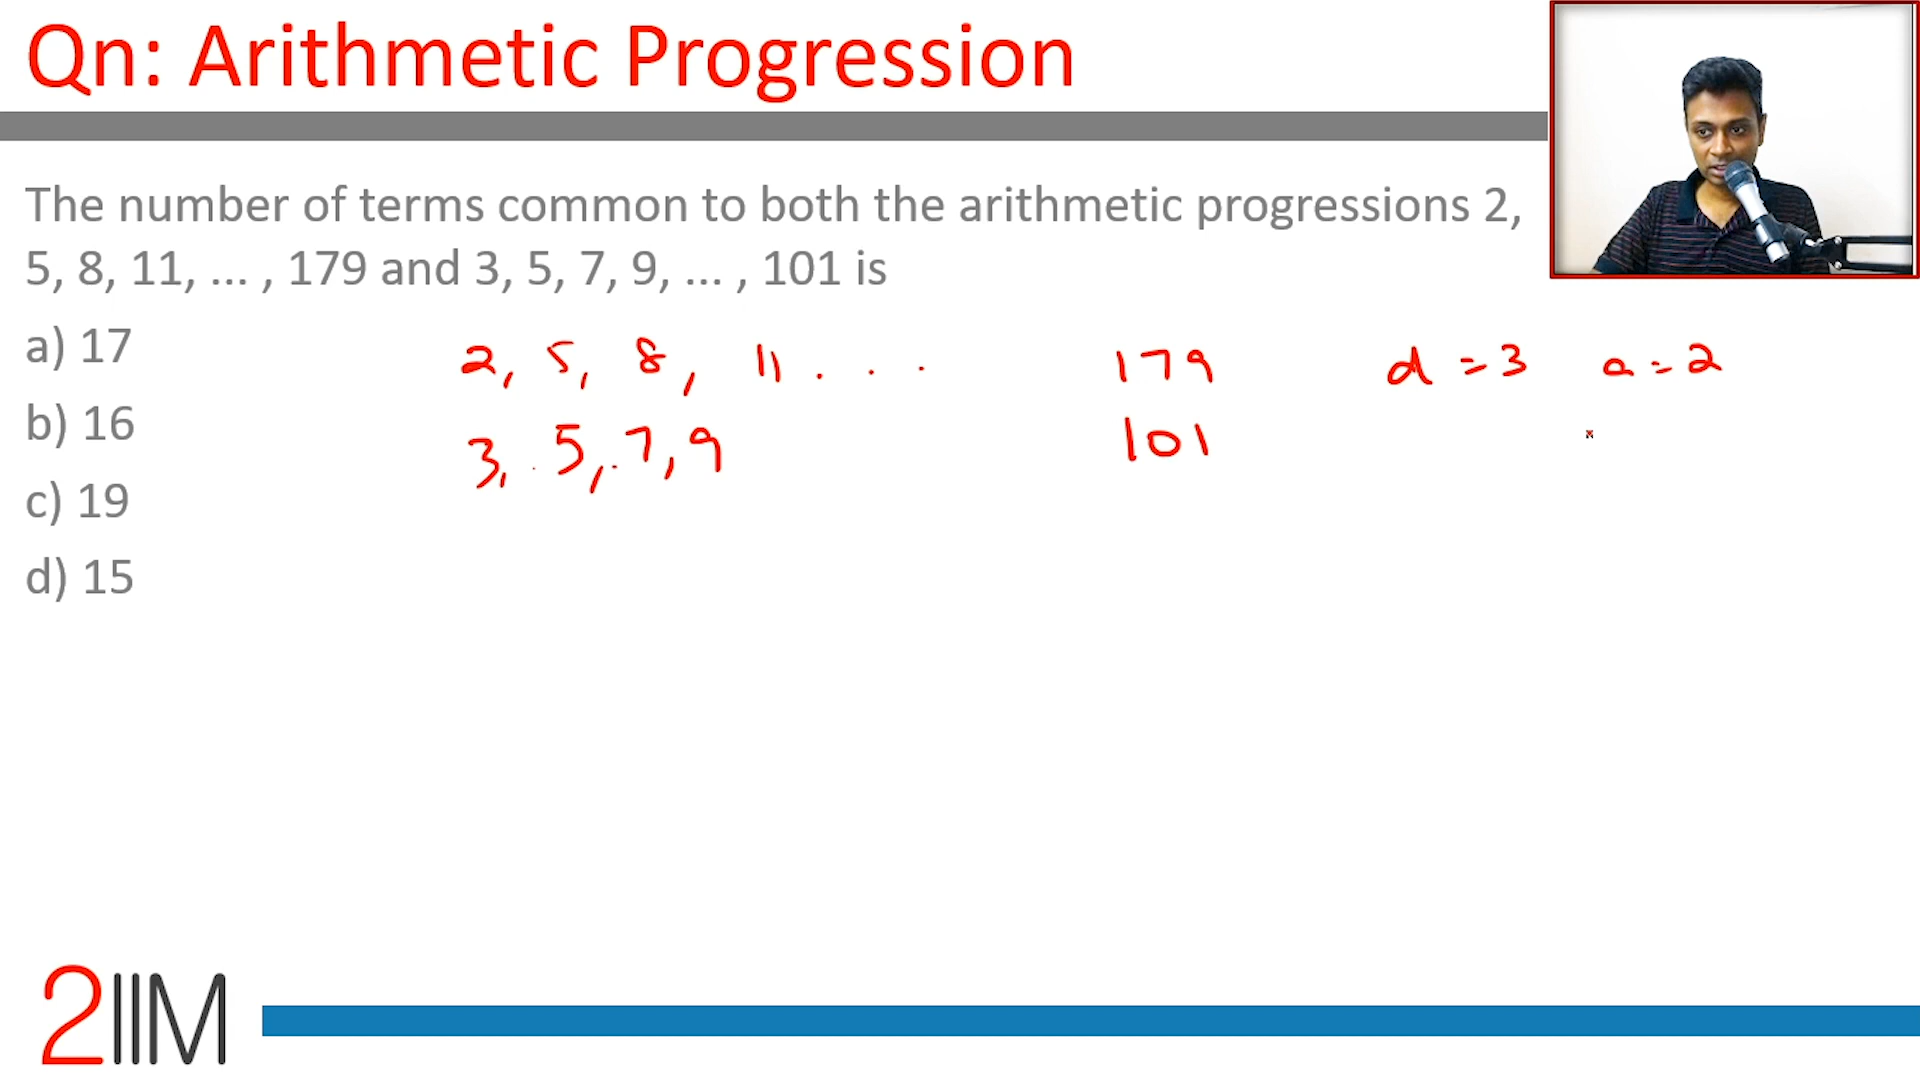 Qn: Arithmetic Progression
The number of terms common to both the arithmetic progressions 2,
5, 8, 11, ... , 179 and 3, 5, 7, 9, ... , 101 is
a) 17
2, 5, 8, 11 . . . 179 d = 3 a = 2
b) 16
3, 5, 7, 9 101
c) 19
d) 15
2IIM